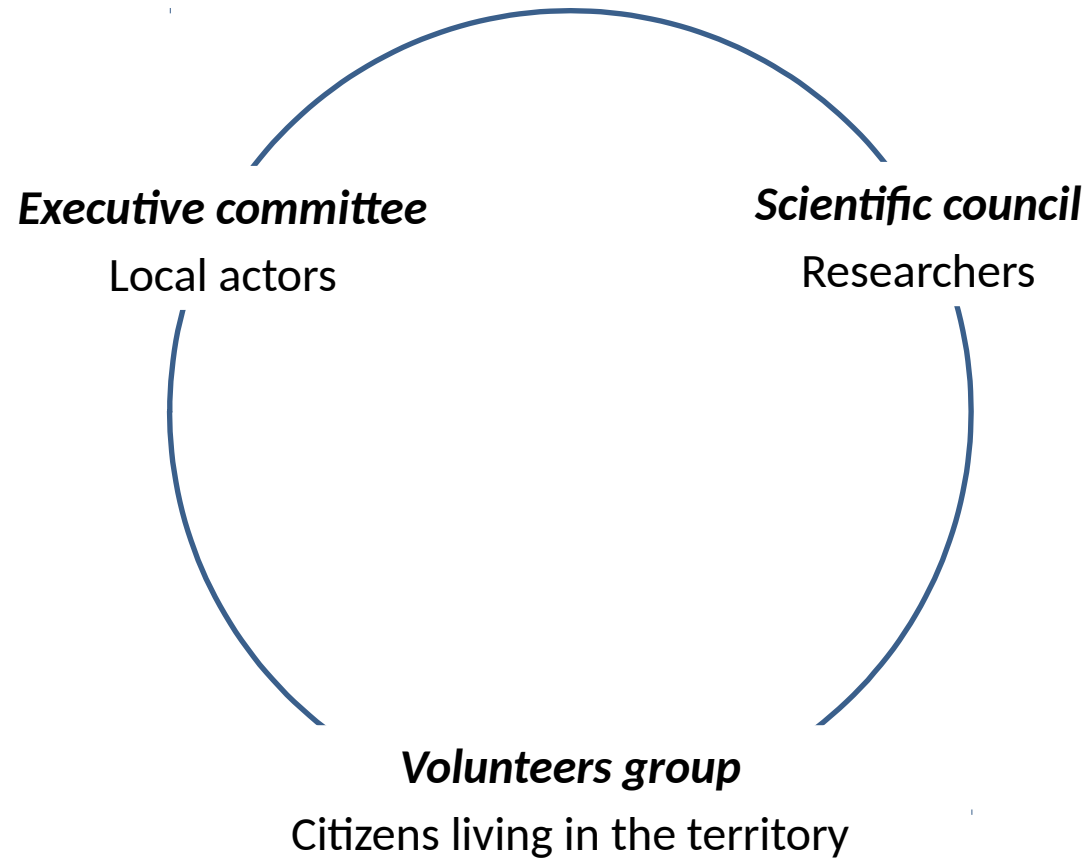 Executive committee
Local actors
Scientific council
Researchers
Volunteers group
Citizens living in the territory